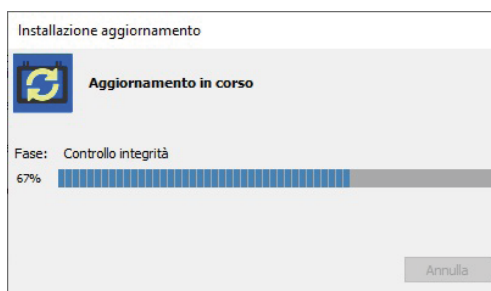 Installazione aggiornamento
Aggiornamento in corso
Fase: Controllo integrità
67%
Annulla